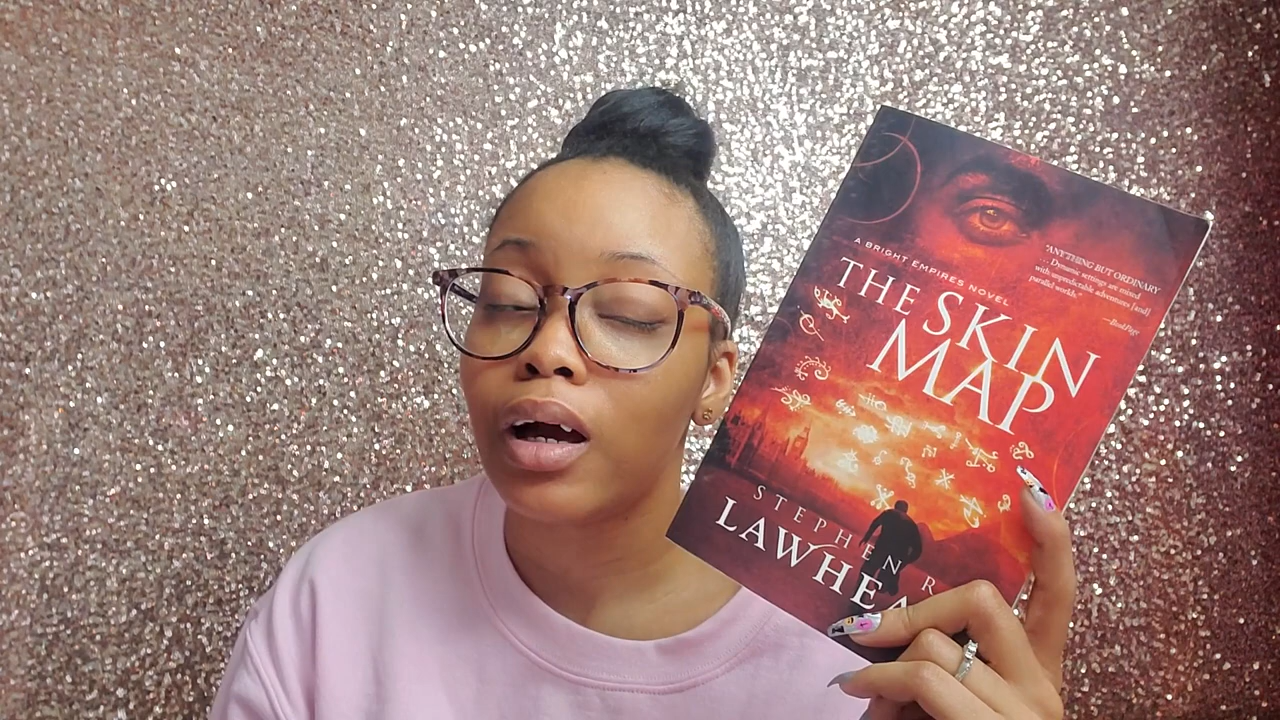 A BRIGHT EMPIRES NOVEL
"ANYTHING BUT ORDINARY
... Dynamic settings are mixed
with unpredictable adventures [and]
parallel worlds."
—BookPage
THE SKIN
MAP
STEPHEN R
LAWHEA